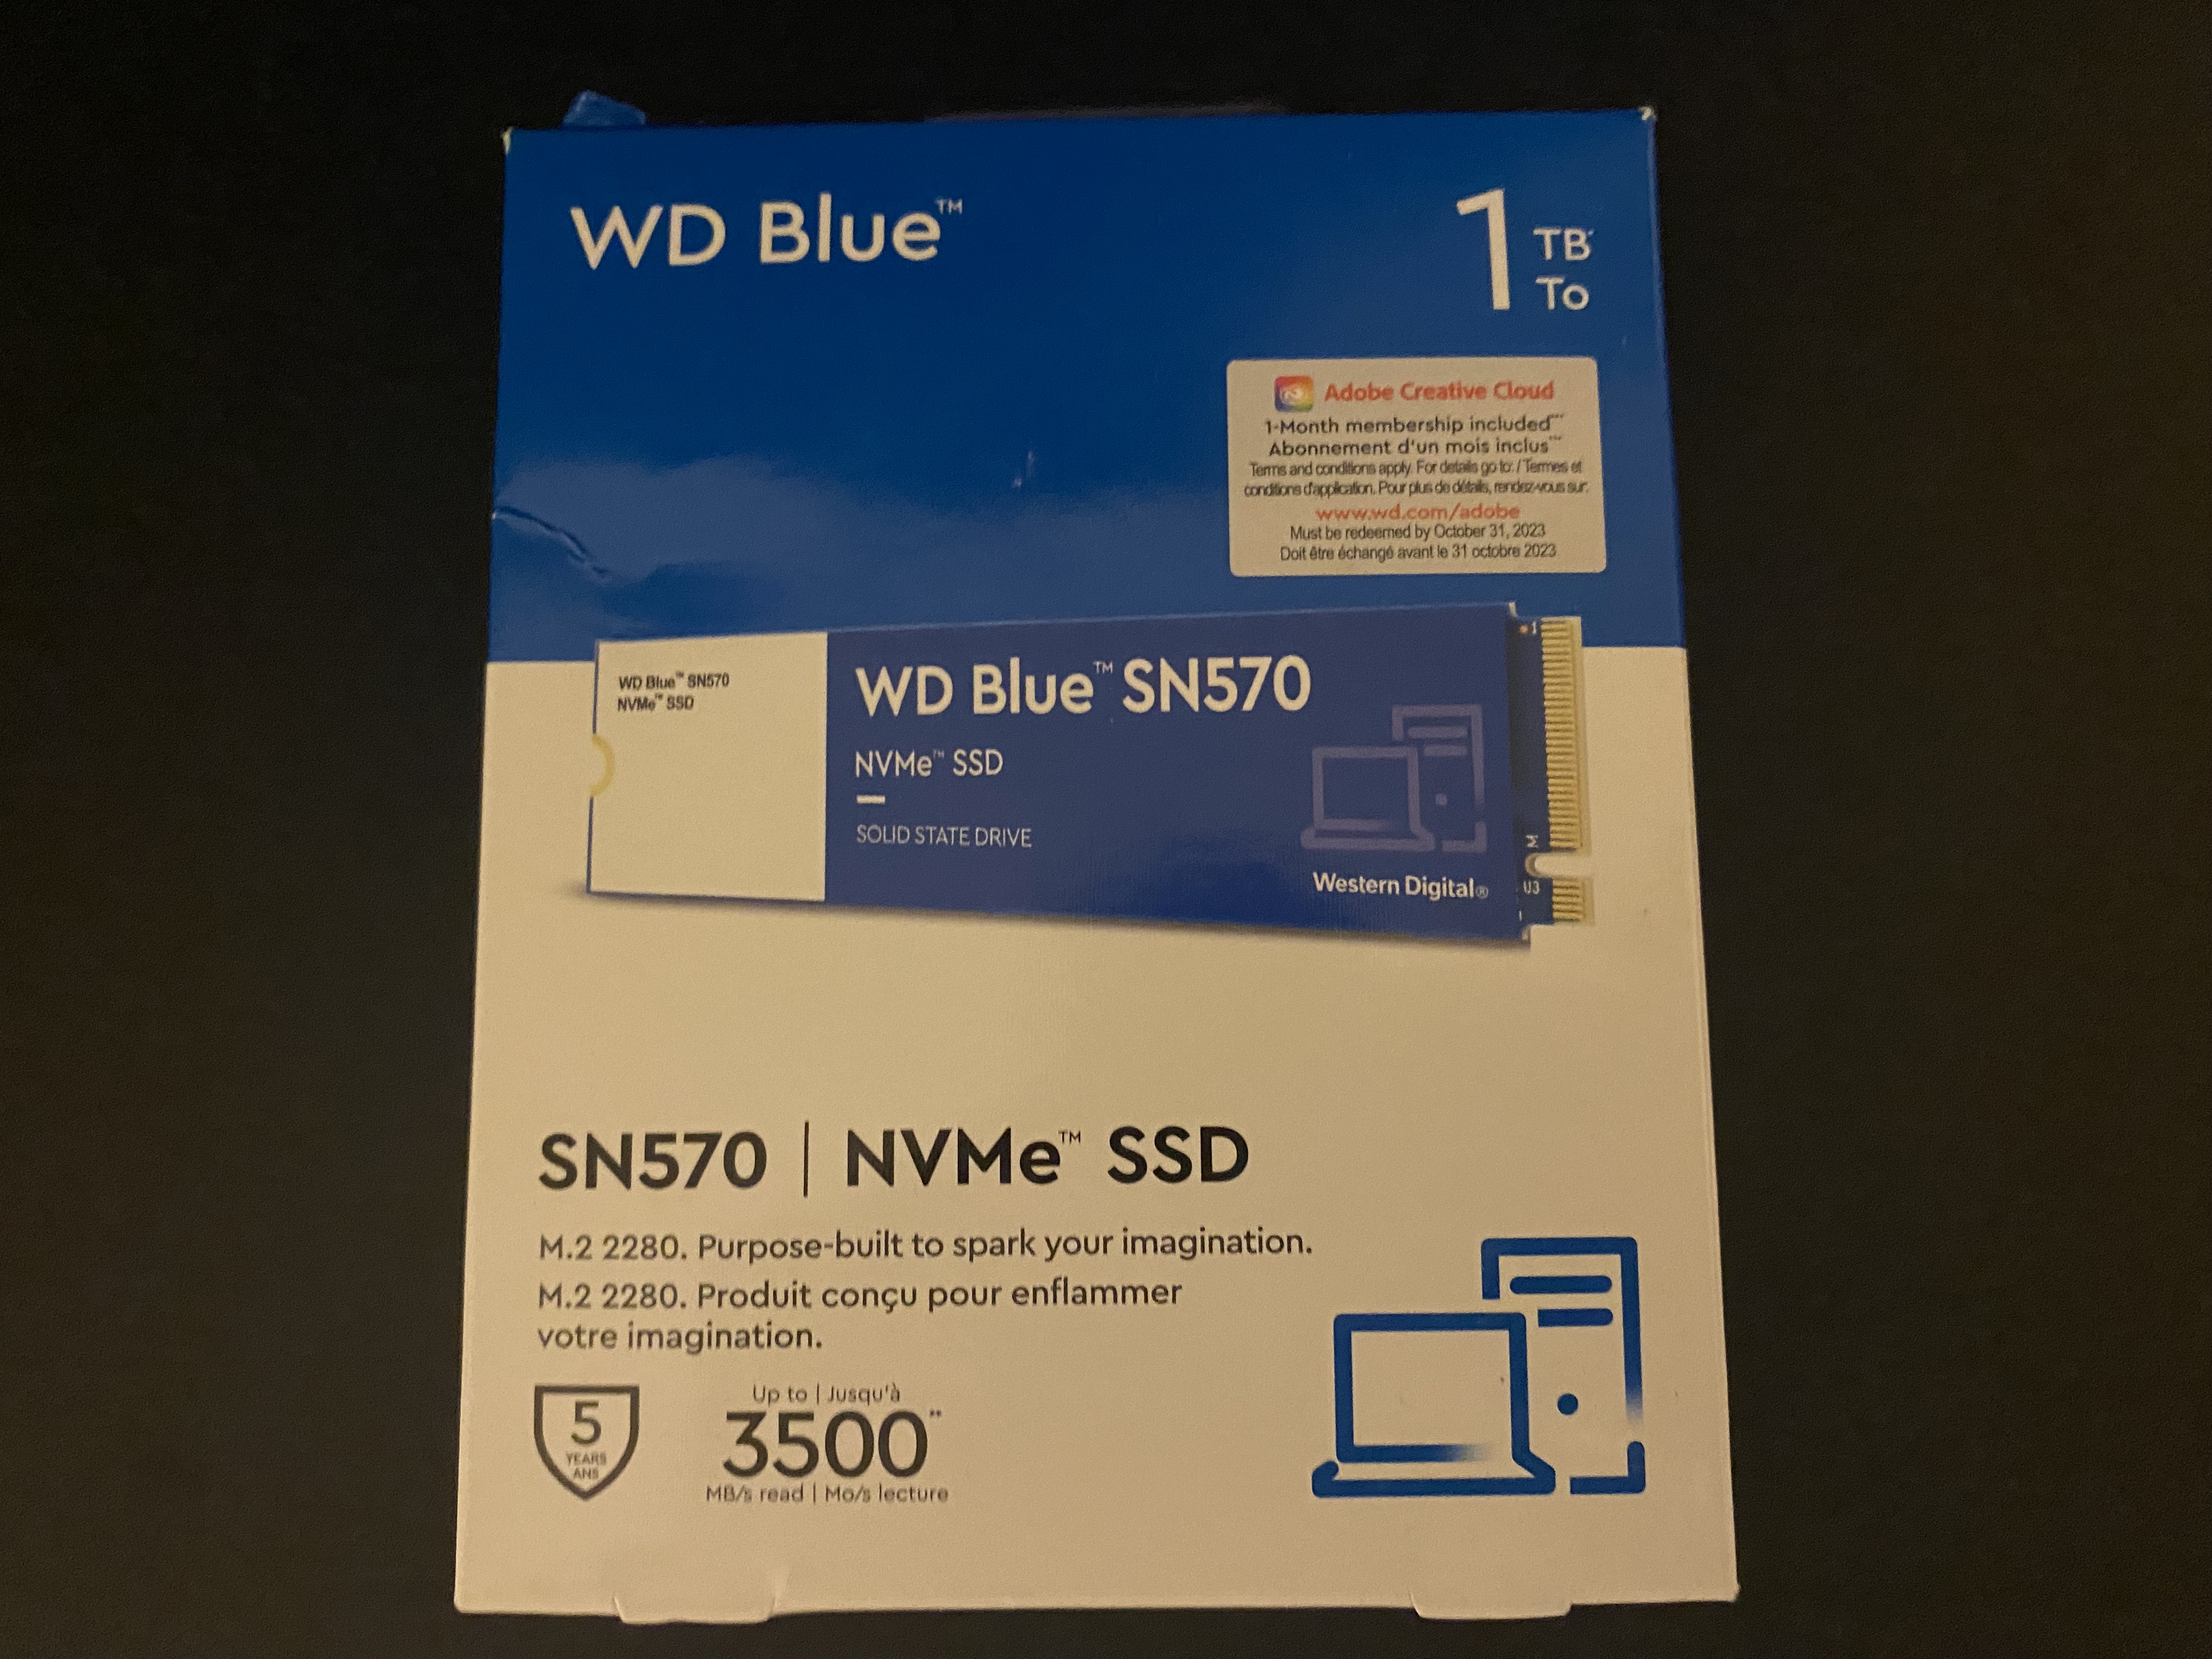 WD Blue™
1 TB*
To
Adobe Creative Cloud
1-Month membership included***
Abonnement d'un mois inclus***
Terms and conditions apply. For details go to: / Termes et
conditions d'application. Pour plus de détails, rendez-vous sur:
www.wd.com/adobe
Must be redeemed by October 31, 2023
Doit être échangé avant le 31 octobre 2023
WD Blue™ SN570
NVMe™ SSD
WD Blue™ SN570
NVMe™ SSD
SOLID STATE DRIVE
Western Digital®
1
M
U3
SN570 | NVMe™ SSD
M.2 2280. Purpose-built to spark your imagination.
M.2 2280. Produit conçu pour enflammer
votre imagination.
5
YEARS
ANS
Up to | Jusqu'à
3500**
MB/s read | Mo/s lecture